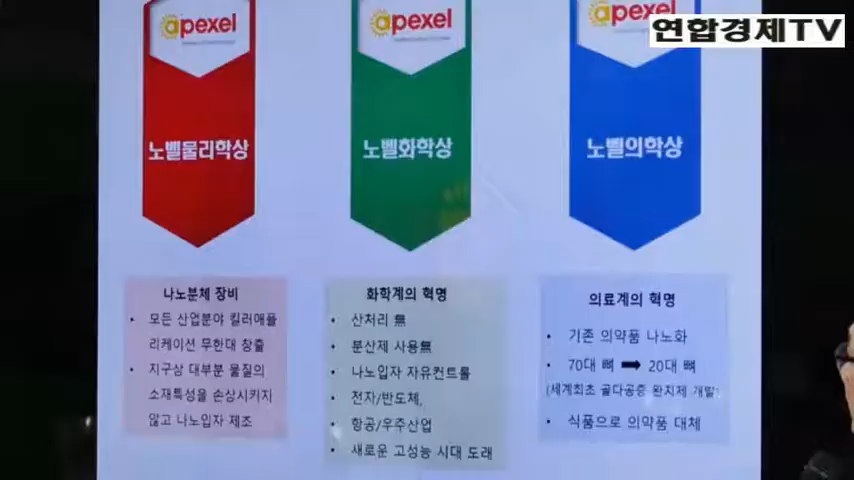 apexel
apexel
apexel
연합경제TV
노벨물리학상
노벨화학상
노벨의학상
나노분체 장비
• 모든 산업분야 킬러애플
리케이션 무한대 창출
• 지구상 대부분 물질의
소재특성을 손상시키지
않고 나노입자 제조
화학계의 혁명
• 산처리 無
• 분산제 사용無
• 나노입자 자유컨트롤
• 전자/반도체,
• 항공/우주산업
• 새로운 고성능 시대 도래
의료계의 혁명
• 기존 의약품 나노화
• 70대 뼈 ➡ 20대 뼈
(세계최초 골다공증 완치제 개발)
• 식품으로 의약품 대체